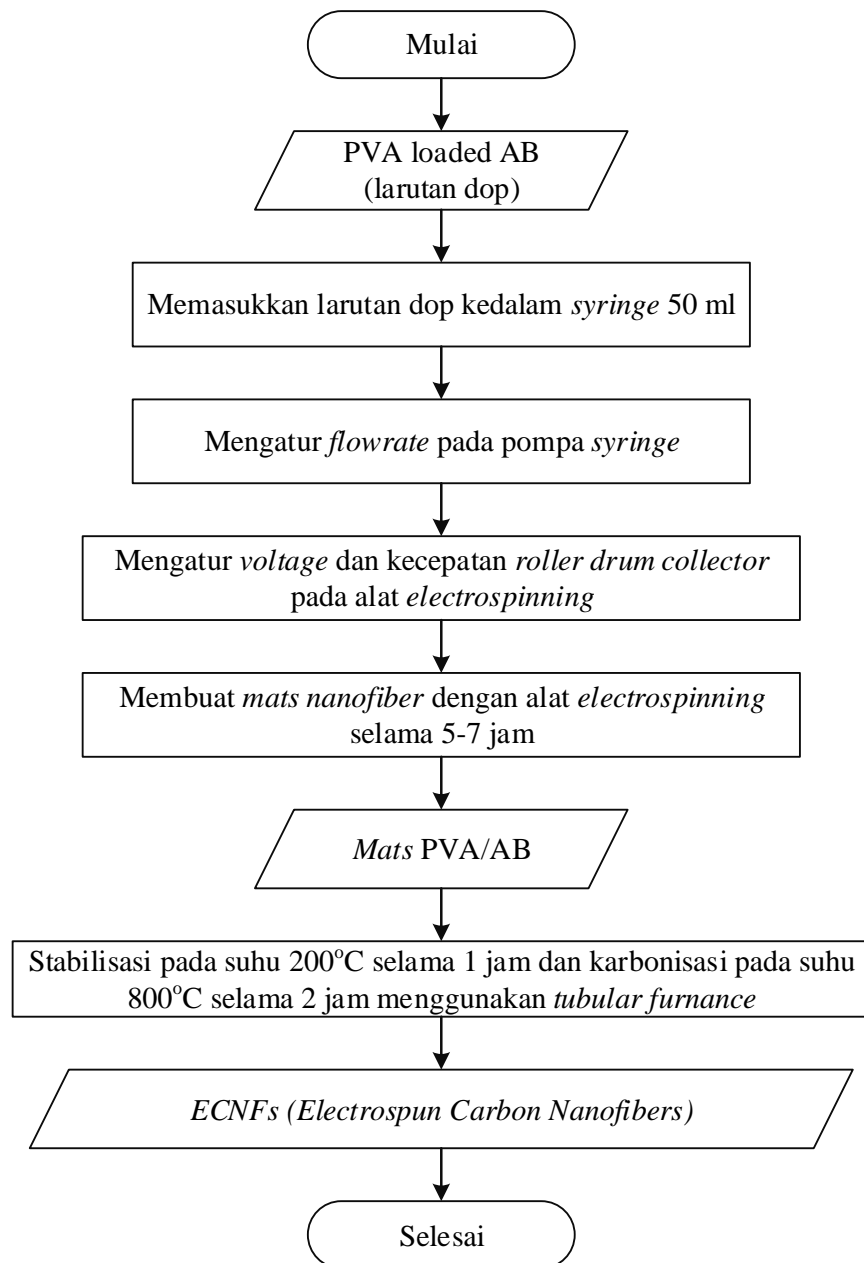 Mulai
PVA loaded AB
(larutan dop)
Memasukkan larutan dop kedalam syringe 50 ml
Mengatur flowrate pada pompa syringe
Mengatur voltage dan kecepatan roller drum collector
pada alat electrospinning
Membuat mats nanofiber dengan alat electrospinning
selama 5-7 jam
Mats PVA/AB
Stabilisasi pada suhu 200°C selama 1 jam dan karbonisasi pada suhu
800°C selama 2 jam menggunakan tubular furnance
ECNFs (Electrospun Carbon Nanofibers)
Selesai